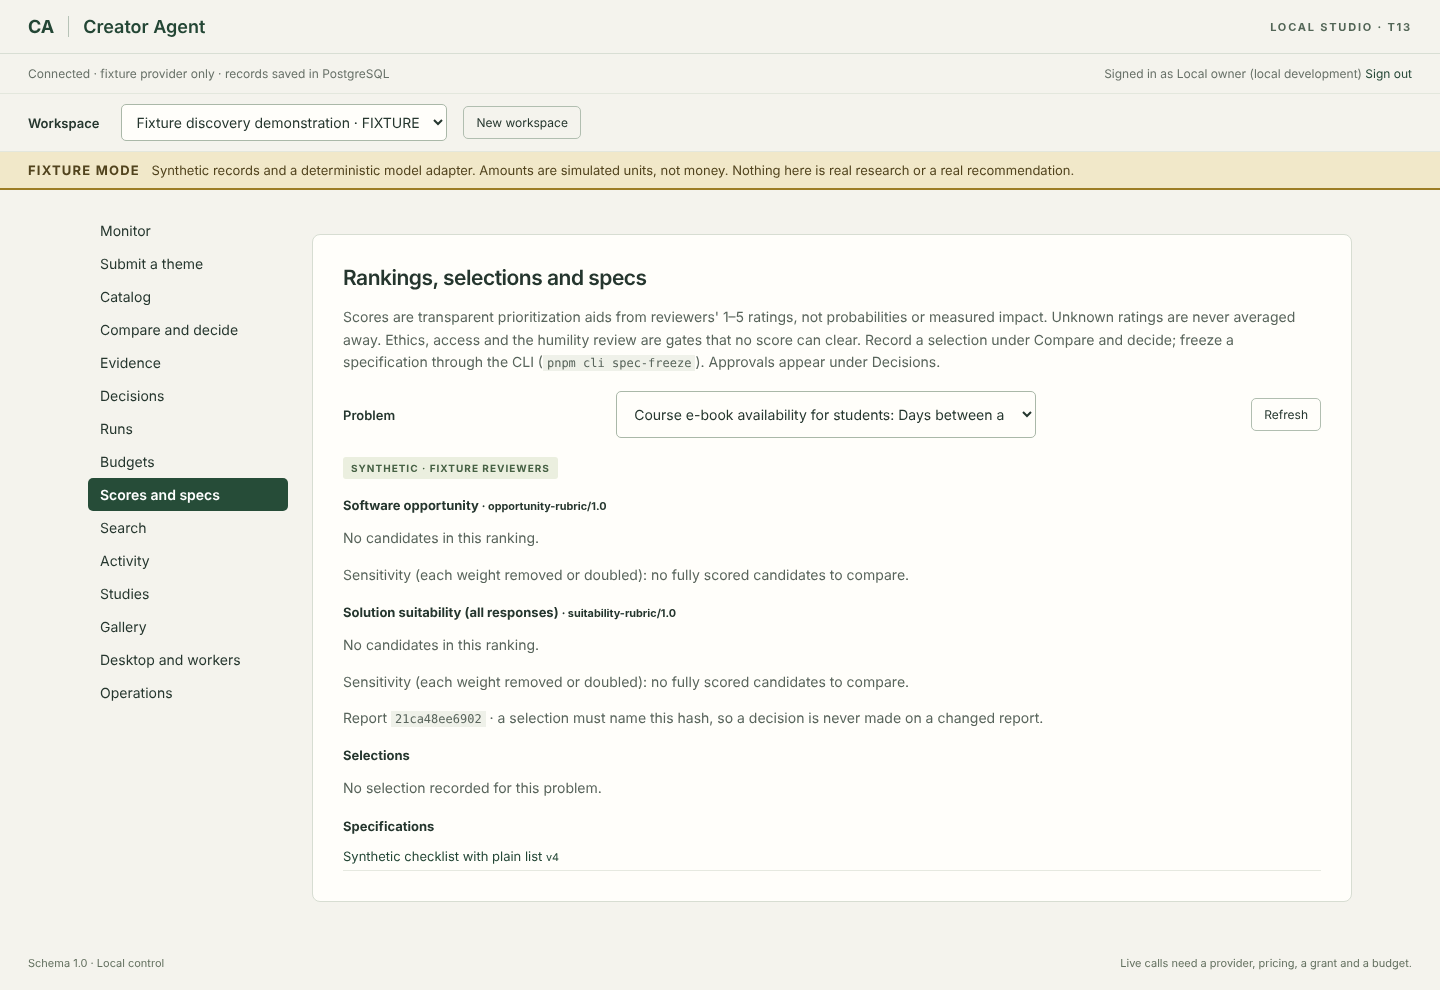 CA Creator Agent
LOCAL STUDIO · T13
Connected · fixture provider only · records saved in PostgreSQL
Signed in as Local owner (local development) Sign out
Workspace
Fixture discovery demonstration · FIXTURE
New workspace
FIXTURE MODE Synthetic records and a deterministic model adapter. Amounts are simulated units, not money. Nothing here is real research or a real recommendation.
Monitor
Submit a theme
Catalog
Compare and decide
Evidence
Decisions
Runs
Budgets
Scores and specs
Search
Activity
Studies
Gallery
Desktop and workers
Operations
Rankings, selections and specs
Scores are transparent prioritization aids from reviewers' 1–5 ratings, not probabilities or measured impact. Unknown ratings are never averaged
away. Ethics, access and the humility review are gates that no score can clear. Record a selection under Compare and decide; freeze a
specification through the CLI (pnpm cli spec-freeze). Approvals appear under Decisions.
Problem
Course e-book availability for students: Days between a
Refresh
SYNTHETIC · FIXTURE REVIEWERS
Software opportunity · opportunity-rubric/1.0
No candidates in this ranking.
Sensitivity (each weight removed or doubled): no fully scored candidates to compare.
Solution suitability (all responses) · suitability-rubric/1.0
No candidates in this ranking.
Sensitivity (each weight removed or doubled): no fully scored candidates to compare.
Report 21ca48ee6902 · a selection must name this hash, so a decision is never made on a changed report.
Selections
No selection recorded for this problem.
Specifications
Synthetic checklist with plain list v4
Schema 1.0 · Local control
Live calls need a provider, pricing, a grant and a budget.